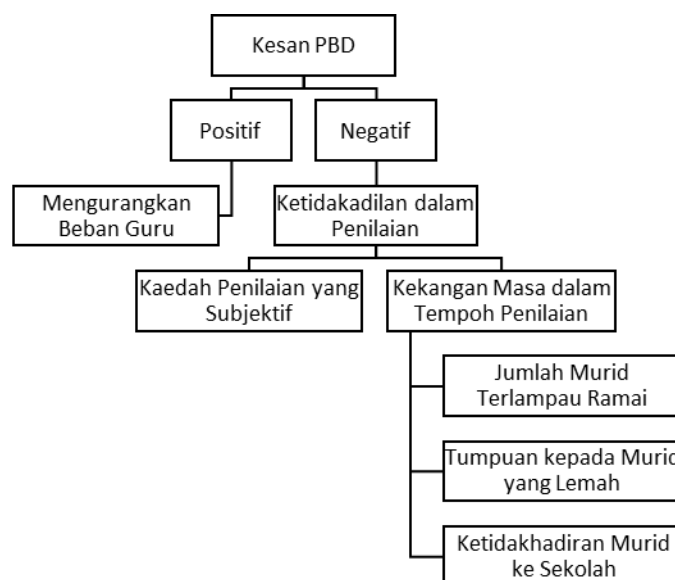 Kesan PBD
Positif
Negatif
Mengurangkan
Beban Guru
Ketidakadilan dalam
Penilaian
Kaedah Penilaian yang
Subjektif
Kekangan Masa dalam
Tempoh Penilaian
Jumlah Murid
Terlampau Ramai
Tumpuan kepada Murid
yang Lemah
Ketidakhadiran Murid
ke Sekolah